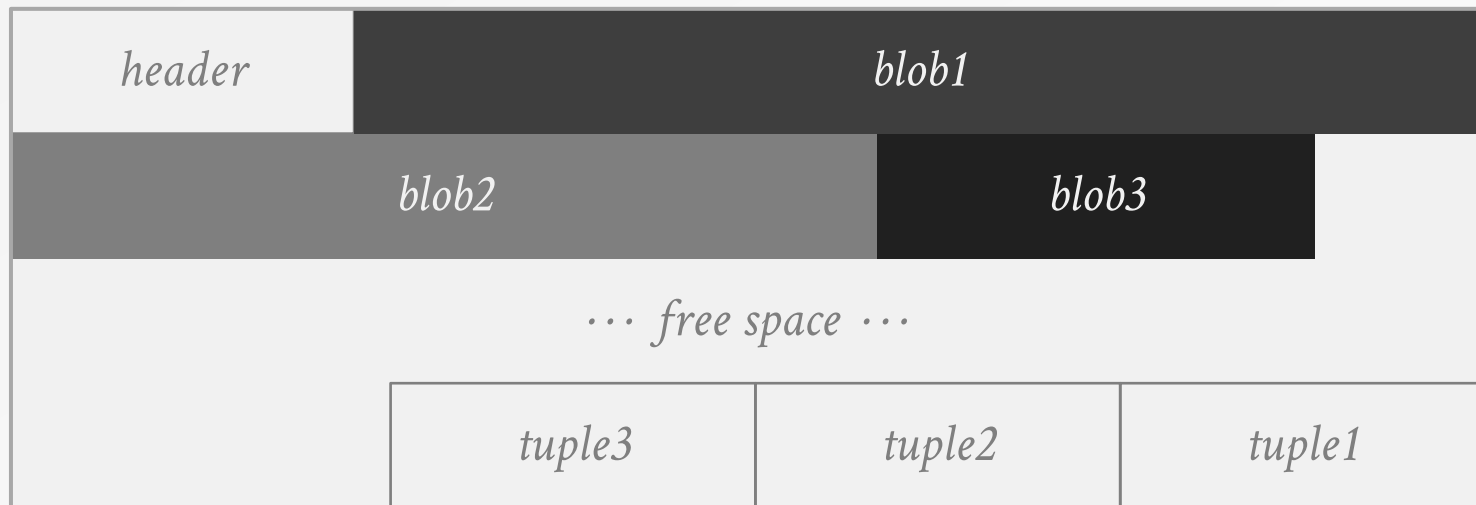 header blob1
blob2 blob3
··· free space ···
tuple3 tuple2 tuple1